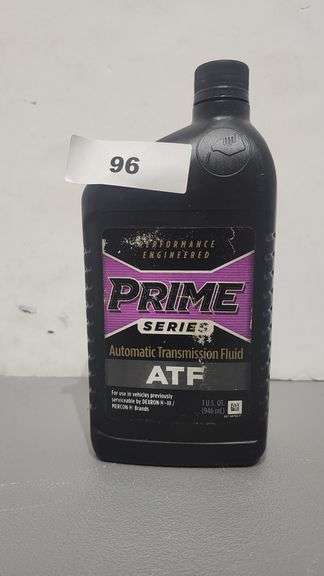 96
PERFORMANCE
ENGINEERED
PRIME
SERIES
Automatic Transmission Fluid
ATF
For use in vehicles previously
serviceable by DEXRON H-III /
MERCON H Brands
1 U.S. QT.
(946 mL)